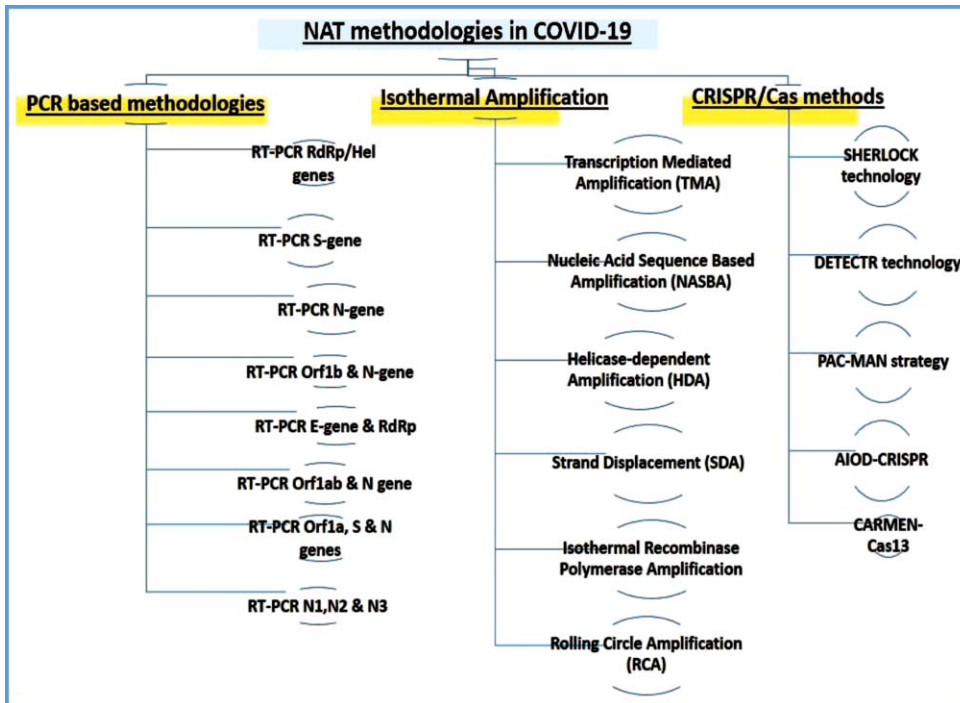 NAT methodologies in COVID-19
PCR based methodologies
RT-PCR RdRp/Hel
genes
RT-PCR S-gene
RT-PCR N-gene
RT-PCR Orf1b & N-gene
RT-PCR E-gene & RdRp
RT-PCR Orf1ab & N gene
RT-PCR Orf1a, S & N
genes
RT-PCR N1,N2 & N3
Isothermal Amplification
Transcription Mediated
Amplification (TMA)
Nucleic Acid Sequence Based
Amplification (NASBA)
Helicase-dependent
Amplification (HDA)
Strand Displacement (SDA)
Isothermal Recombinase
Polymerase Amplification
Rolling Circle Amplification
(RCA)
CRISPR/Cas methods
SHERLOCK
technology
DETECTR technology
PAC-MAN strategy
AIOD-CRISPR
CARMEN-
Cas13